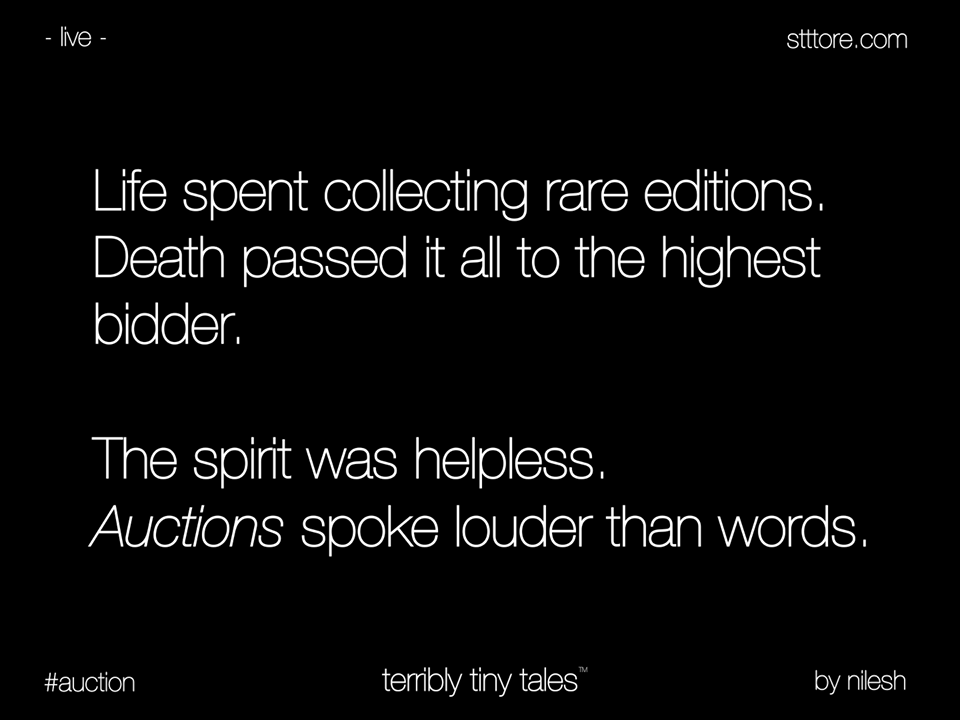 - live -
stttore.com
Life spent collecting rare editions.
Death passed it all to the highest
bidder.
The spirit was helpless.
Auctions spoke louder than words.
#auction
terribly tiny tales™
by nilesh